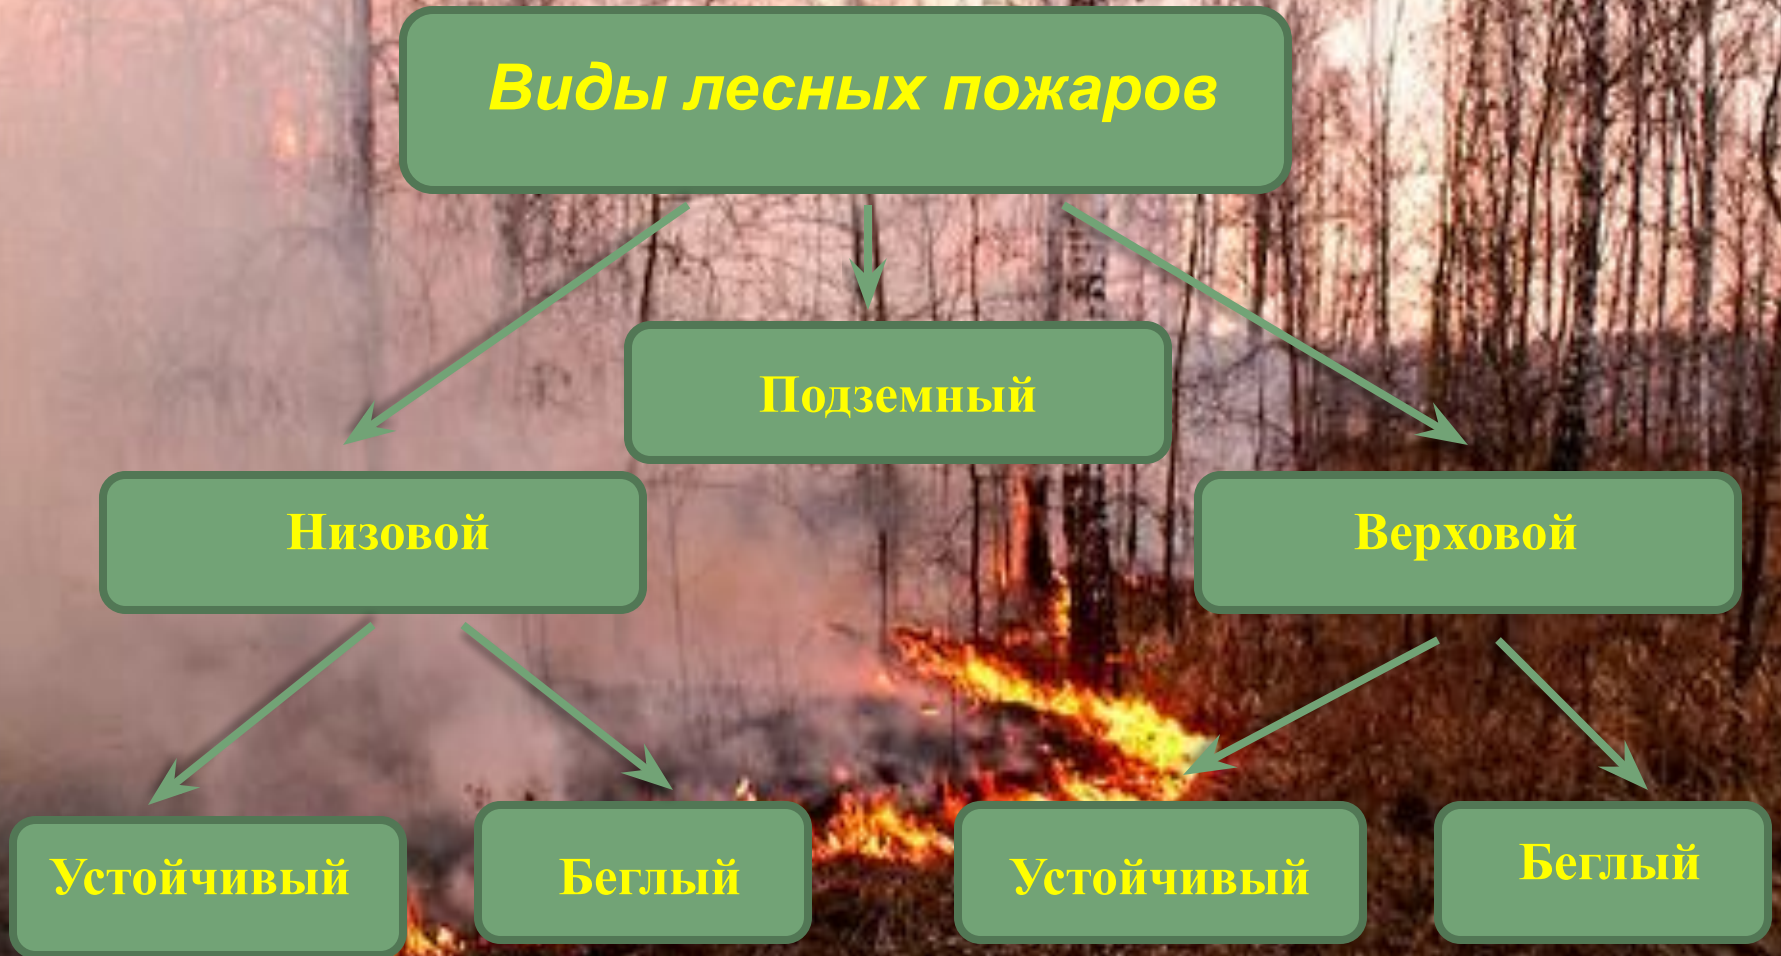 Виды лесных пожаров
Подземный
Низовой
Верховой
Устойчивый
Беглый
Устойчивый
Беглый